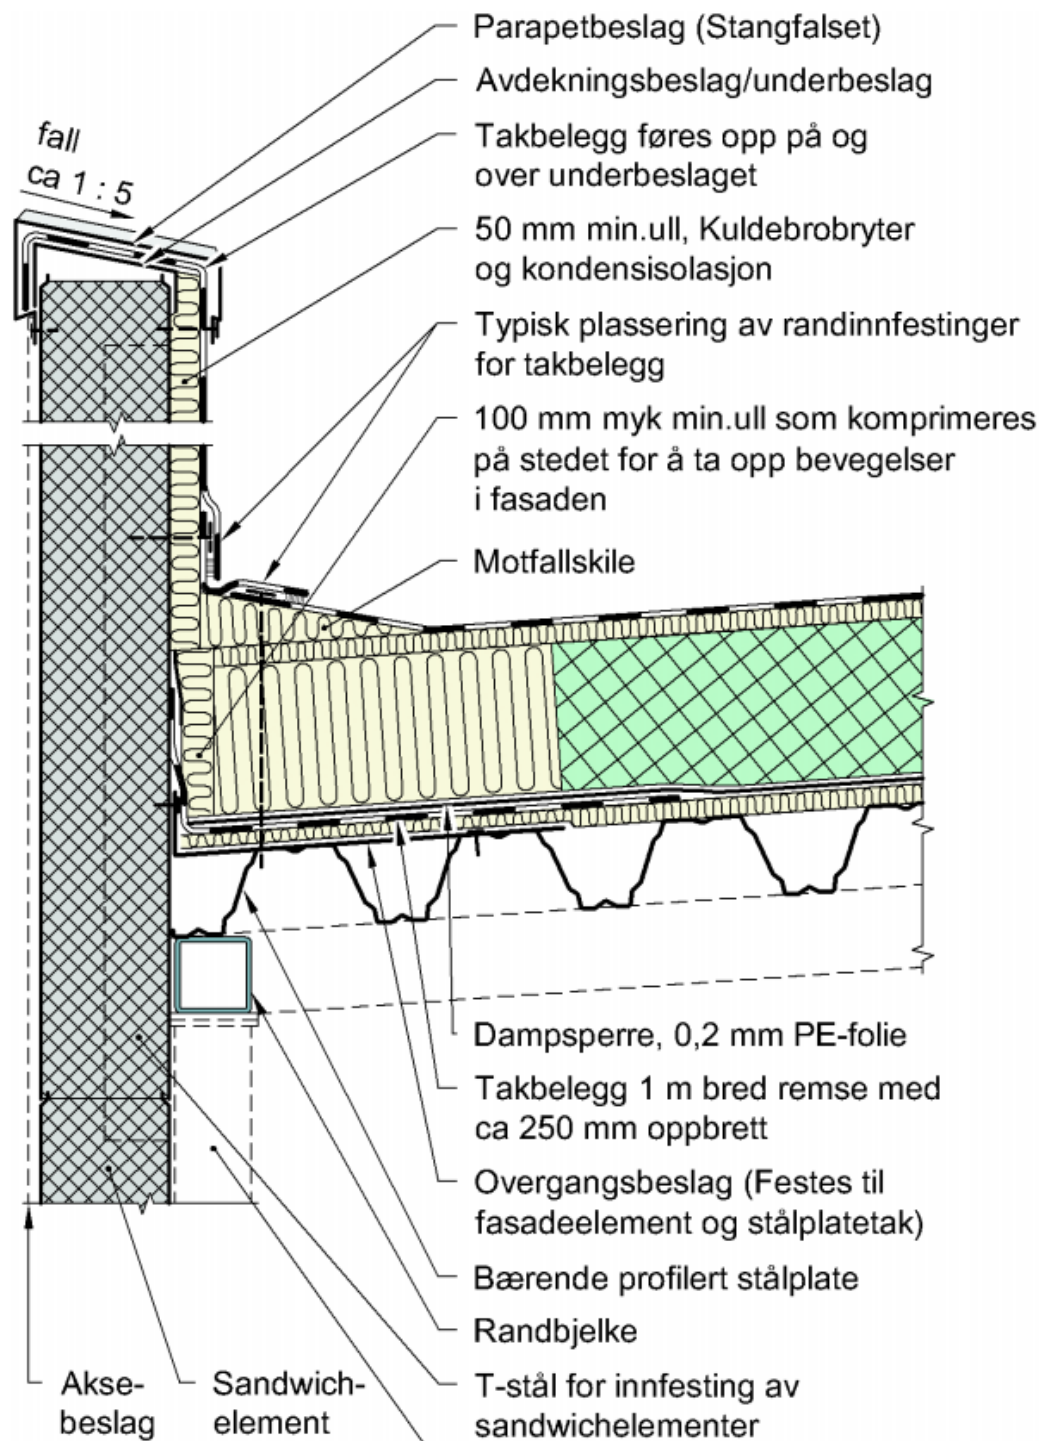 Parapetbeslag (Stangfalset)
Avdekningsbeslag/underbeslag
fall
ca 1 : 5
Takbelegg føres opp på og
over underbeslaget
50 mm min.ull, Kuldebrobryter
og kondensisolasjon
Typisk plassering av randinnfestinger
for takbelegg
100 mm myk min.ull som komprimeres
på stedet for å ta opp bevegelser
i fasaden
Motfallskile
Dampsperre, 0,2 mm PE-folie
Takbelegg 1 m bred remse med
ca 250 mm oppbrett
Overgangsbeslag (Festes til
fasadeelement og stålplatetak)
Bærende profilert stålplate
Randbjelke
T-stål for innfesting av
sandwichelementer
Akse-
beslag
Sandwich-
element